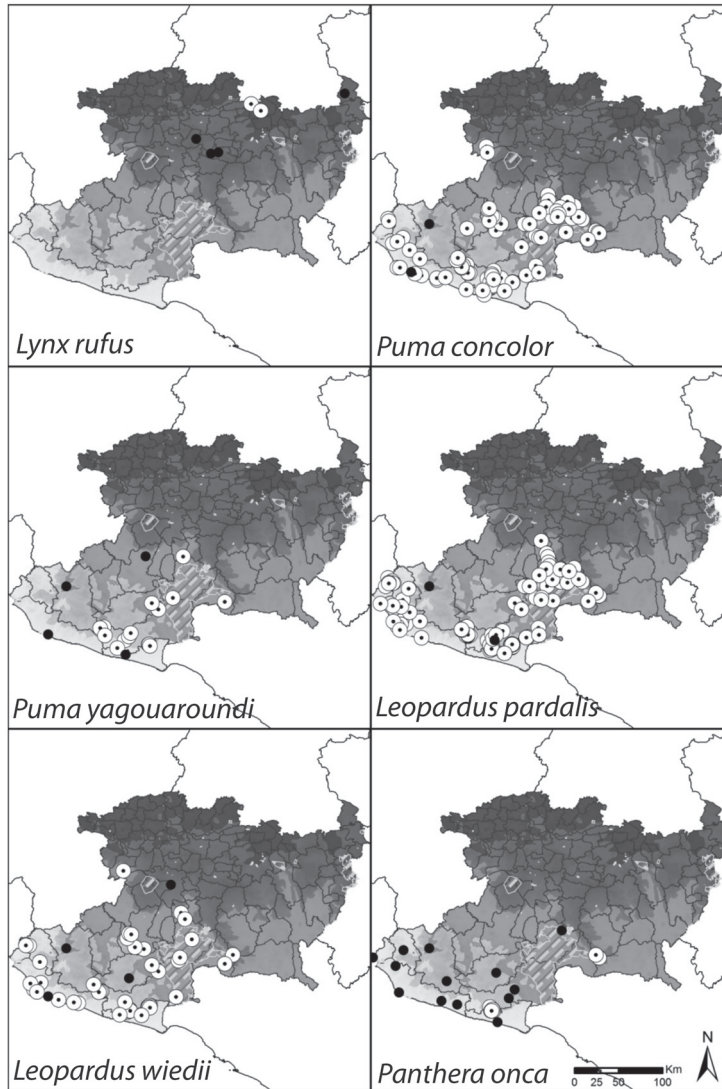 Lynx rufus
Puma concolor
Puma yagouaroundi
Leopardus pardalis
Leopardus wiedii
Panthera onca
N
Km
0 25 50 100